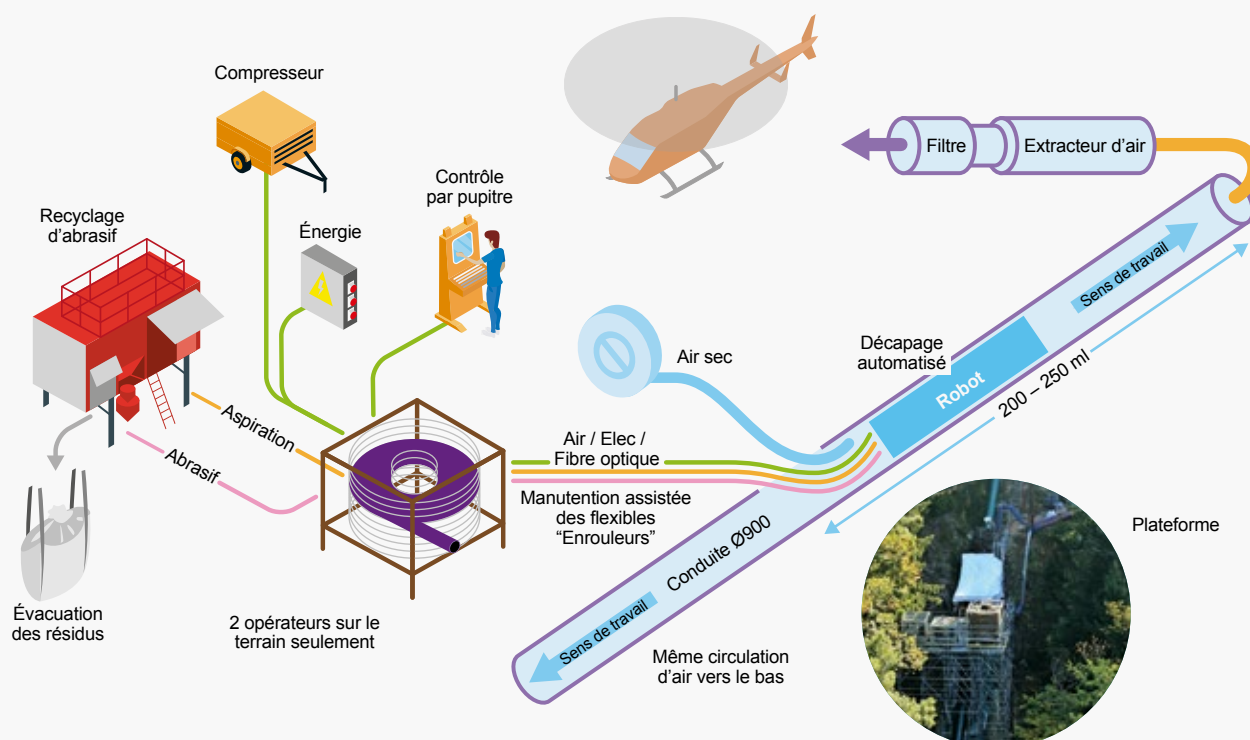 Compresseur
Filtre
Extracteur d'air
Contrôle
par pupitre
Recyclage
d'abrasif
Énergie
Sens de travail
Air sec
Décapage
automatisé
Robot
200 – 250 ml
Aspiration
Abrasif
Air / Elec /
Fibre optique
Manutention assistée
des flexibles
“Enrouleurs”
Conduite Ø900
Plateforme
Évacuation
des résidus
2 opérateurs sur le
terrain seulement
Sens de travail
Même circulation
d'air vers le bas